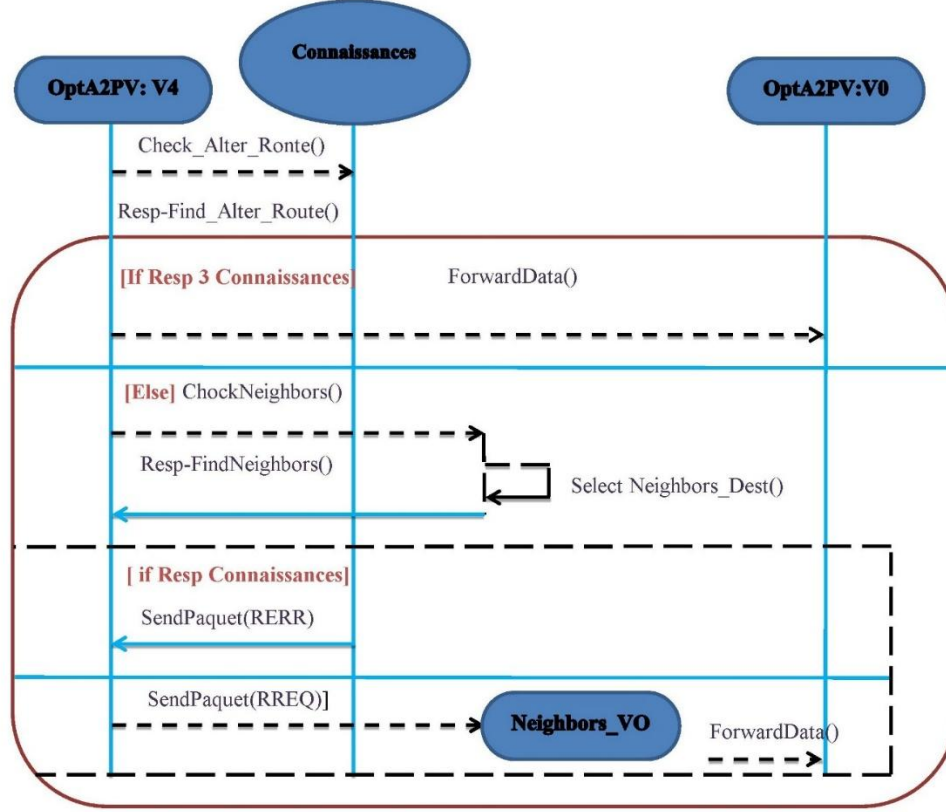 Connaissances
OptA2PV: V4
OptA2PV:V0
Check_Alter_Ronte()
Resp-Find_Alter_Route()
[If Resp 3 Connaissances]
ForwardData()
[Else] ChockNeighbors()
Resp-FindNeighbors()
Select Neighbors_Dest()
[ if Resp Connaissances]
SendPaquet(RERR)
SendPaquet(RREQ)]
Neighbors_VO
ForwardData()